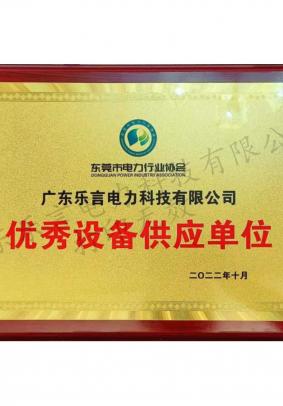 东莞市电力行业协会
DONGGUAN POWER INDUSTRY ASSOCIATION
广东乐言电力科技有限公司
优秀设备供应单位
二〇二二年十月